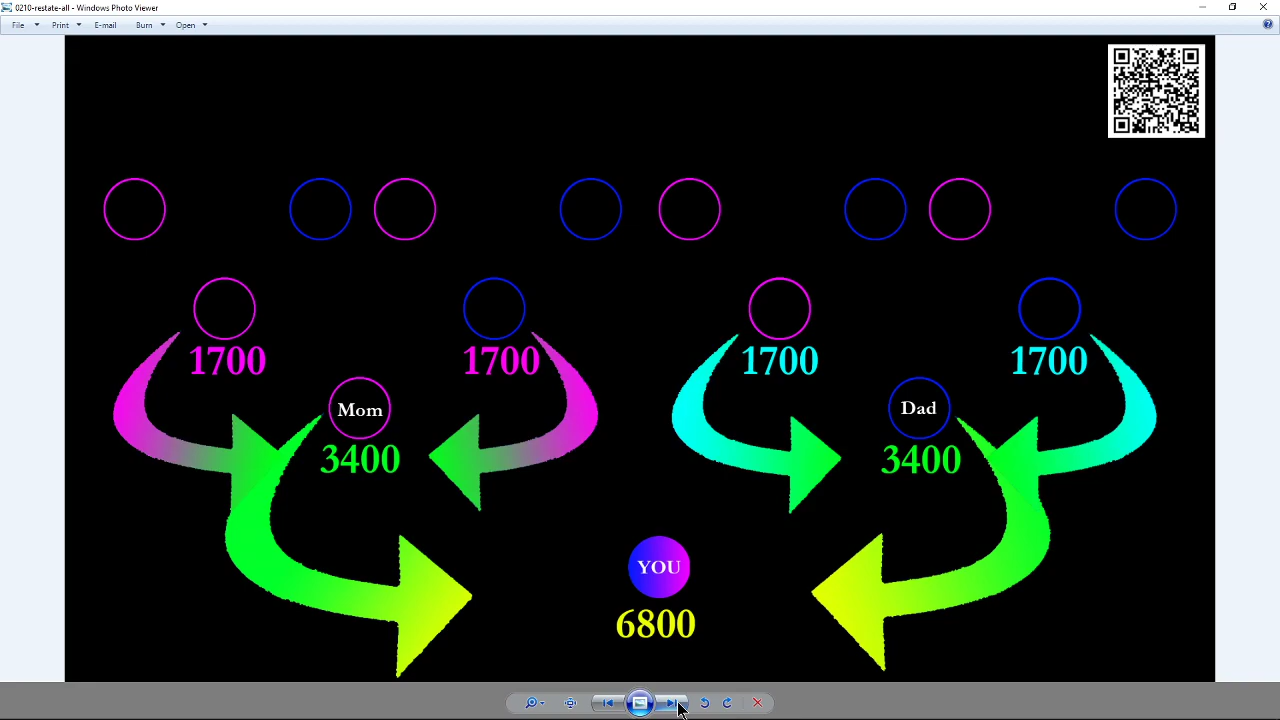 0210-restate-all - Windows Photo Viewer
File Print E-mail Burn Open
1700 1700 1700 1700
Mom Dad
3400 3400
YOU
6800